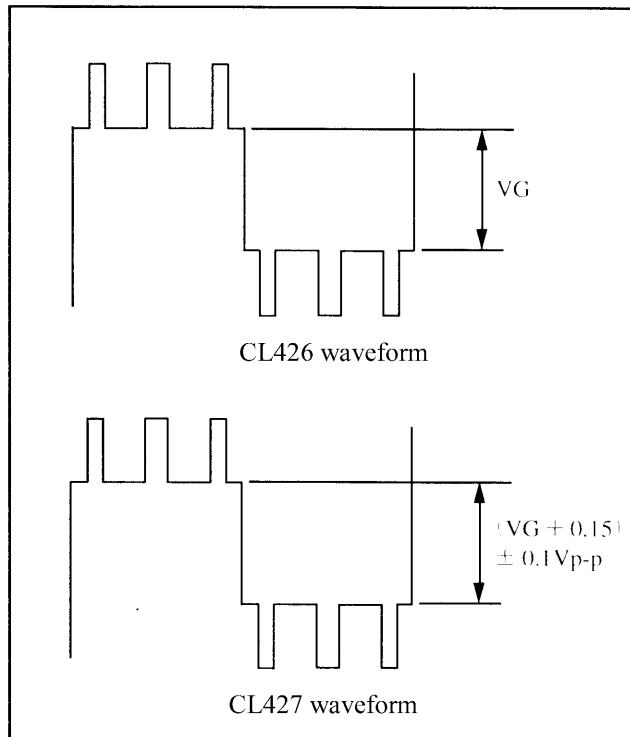 VG
CL426 waveform
(VG + 0.15)
± 0.1Vp-p
CL427 waveform